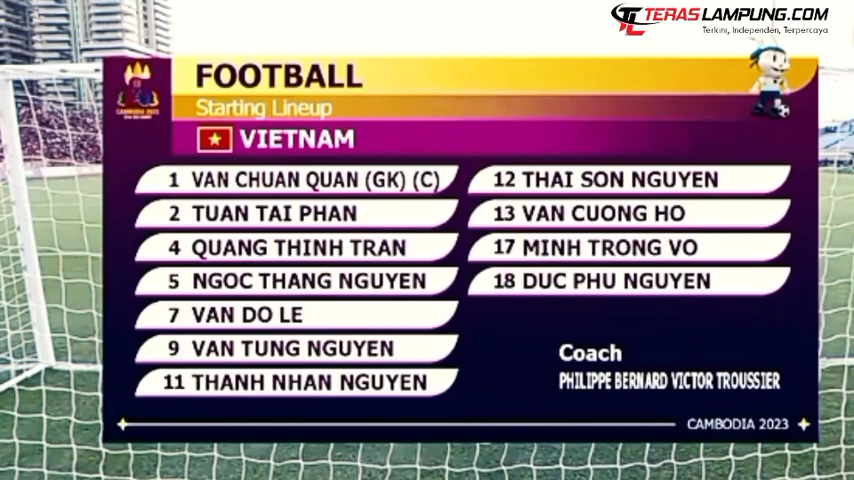 TERASLAMPUNG.COM
Terkini, Independen, Terpercaya
FOOTBALL
Starting Lineup
VIETNAM
1 VAN CHUAN QUAN (GK) (C)
2 TUAN TAI PHAN
4 QUANG THINH TRAN
5 NGOC THANG NGUYEN
7 VAN DO LE
9 VAN TUNG NGUYEN
11 THANH NHAN NGUYEN
12 THAI SON NGUYEN
13 VAN CUONG HO
17 MINH TRONG VO
18 DUC PHU NGUYEN
Coach
PHILIPPE BERNARD VICTOR TROUSSIER
CAMBODIA 2023
CAMBODIA 2023